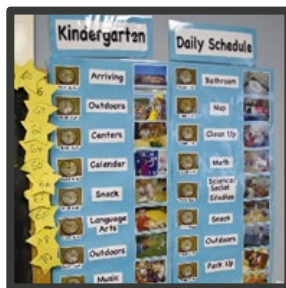 Kindergarten
Arriving
Outdoors
Centers
Calendar
Snack
Language
Arts
Outdoors
Music
Daily Schedule
Bathroom
Nap
Clean Up
Math
Science/
Social
Studies
Snack
Outdoors
Pack Up